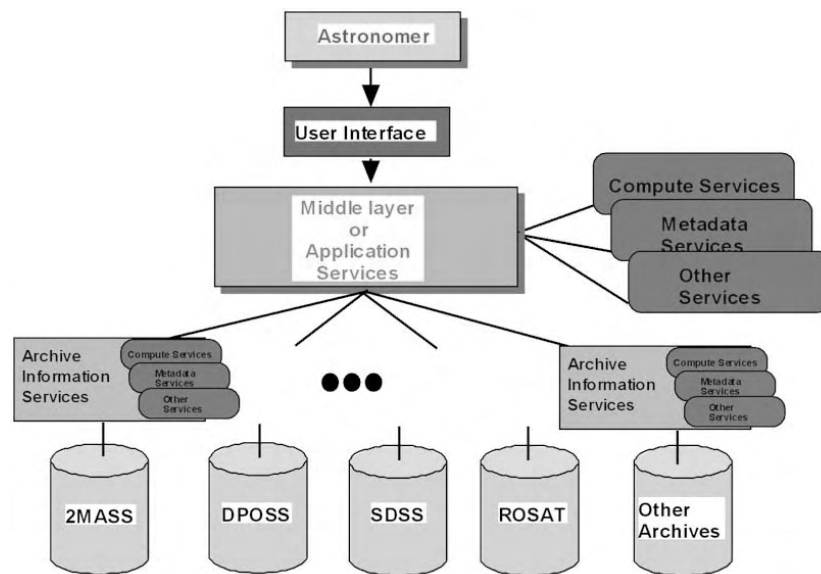 Astronomer
User Interface
Middle layer
or
Application
Services
Compute Services
Metadata
Services
Other
Services
Archive
Information
Services
Compute Services
Metadata
Services
Other
Services
Archive
Information
Services
Compute Services
Metadata
Services
Other
Services
2MASS
DPOSS
SDSS
ROSAT
Other
Archives